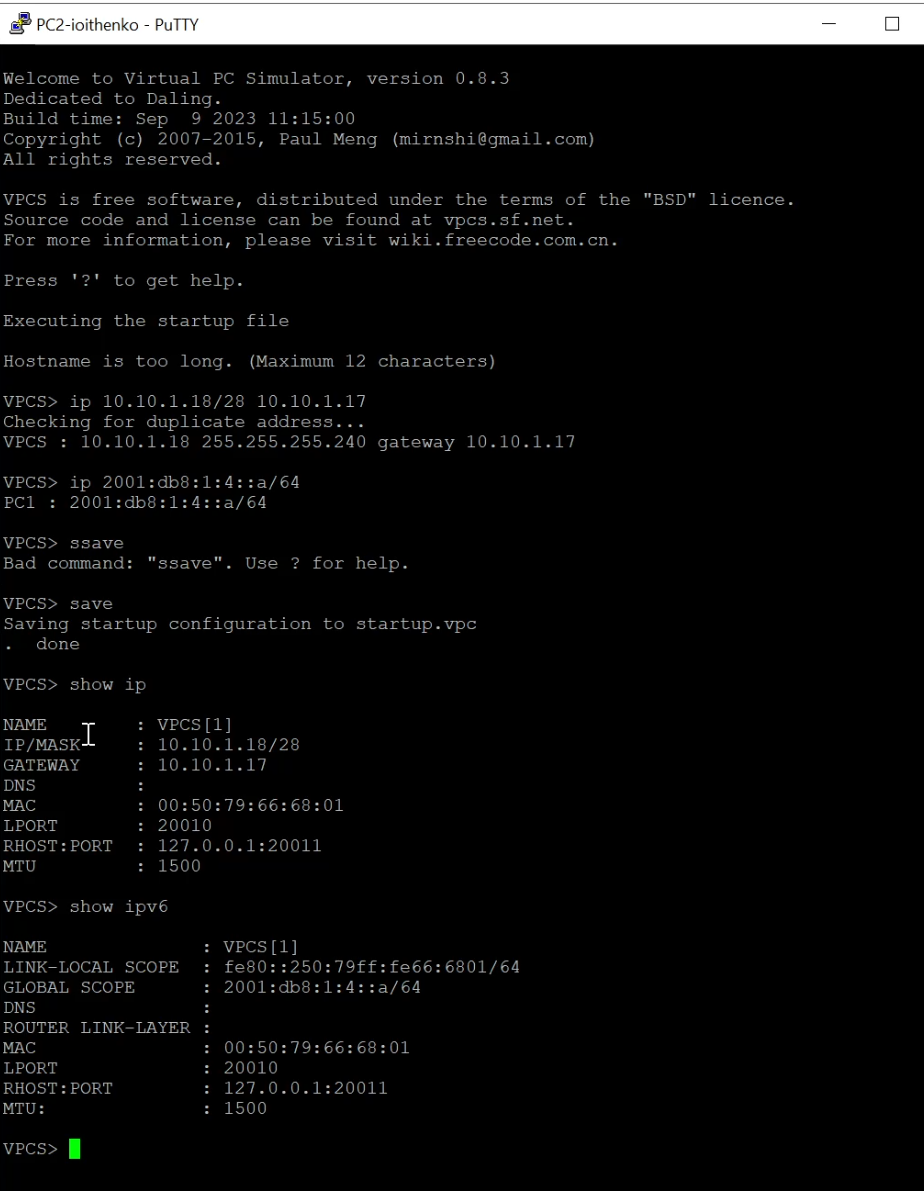 PC2-ioithenko - PuTTY
Welcome to Virtual PC Simulator, version 0.8.3
Dedicated to Daling.
Build time: Sep  9 2023 11:15:00
Copyright (c) 2007-2015, Paul Meng (mirnshi@gmail.com)
All rights reserved.
VPCS is free software, distributed under the terms of the "BSD" licence.
Source code and license can be found at vpcs.sf.net.
For more information, please visit wiki.freecode.com.cn.
Press '?' to get help.
Executing the startup file
Hostname is too long. (Maximum 12 characters)
VPCS> ip 10.10.1.18/28 10.10.1.17
Checking for duplicate address...
VPCS : 10.10.1.18 255.255.255.240 gateway 10.10.1.17
VPCS> ip 2001:db8:1:4::a/64
PC1 : 2001:db8:1:4::a/64
VPCS> ssave
Bad command: "ssave". Use ? for help.
VPCS> save
Saving startup configuration to startup.vpc
.  done
VPCS> show ip
NAME        : VPCS[1]
IP/MASK     : 10.10.1.18/28
GATEWAY     : 10.10.1.17
DNS         :
MAC         : 00:50:79:66:68:01
LPORT       : 20010
RHOST:PORT  : 127.0.0.1:20011
MTU         : 1500
VPCS> show ipv6
NAME              : VPCS[1]
LINK-LOCAL SCOPE  : fe80::250:79ff:fe66:6801/64
GLOBAL SCOPE      : 2001:db8:1:4::a/64
DNS               :
ROUTER LINK-LAYER :
MAC               : 00:50:79:66:68:01
LPORT             : 20010
RHOST:PORT        : 127.0.0.1:20011
MTU:              : 1500
VPCS>